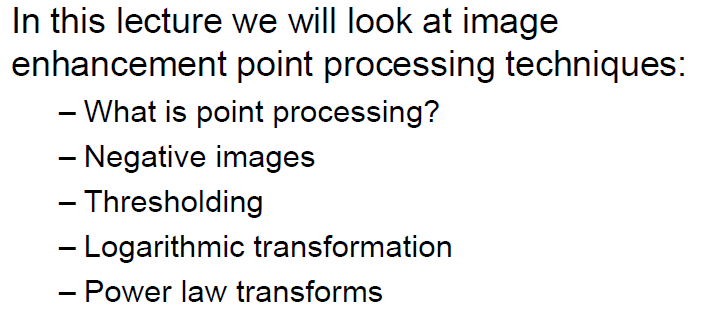 In this lecture we will look at image
enhancement point processing techniques:
– What is point processing?
– Negative images
– Thresholding
– Logarithmic transformation
– Power law transforms